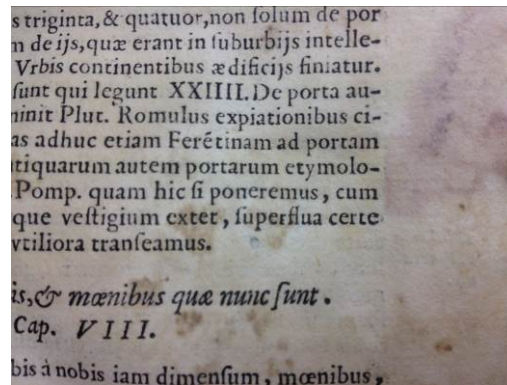 s triginta, & quatuor, non ſolum de por
n de ijs, quæ erant in ſuburbijs intelle-
Vrbis continentibus ædificijs finiatur.
ſunt qui legunt XXIIII. De porta au-
ninit Plut. Romulus expiationibus ci-
as adhuc etiam Ferétinam ad portam
tiquarum autem portarum etymolo-
Pomp. quam hic ſi poneremus, cum
que veſtigium extet, ſuperflua certe
vtiliora tranſeamus.
is, & mœnibus quæ nunc ſunt.
Cap. VIII.
bis à nobis iam dimenſum, mœnibus,